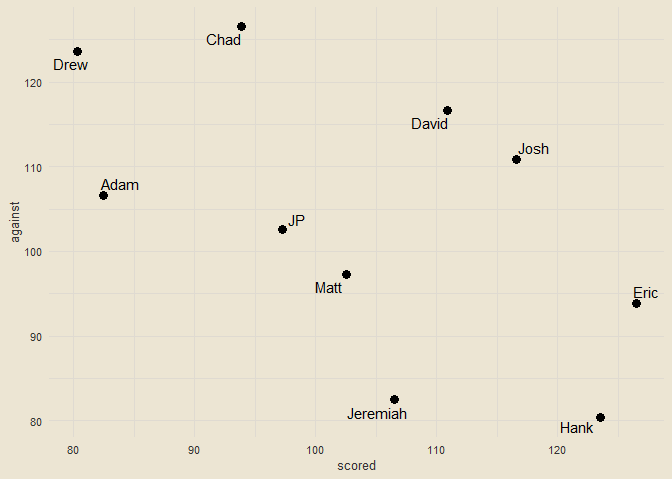 Chad
Drew
120
David
Josh
110
Adam
JP
against
100
Matt
Eric
90
Jeremiah
Hank
80
80 90 100 110 120
scored